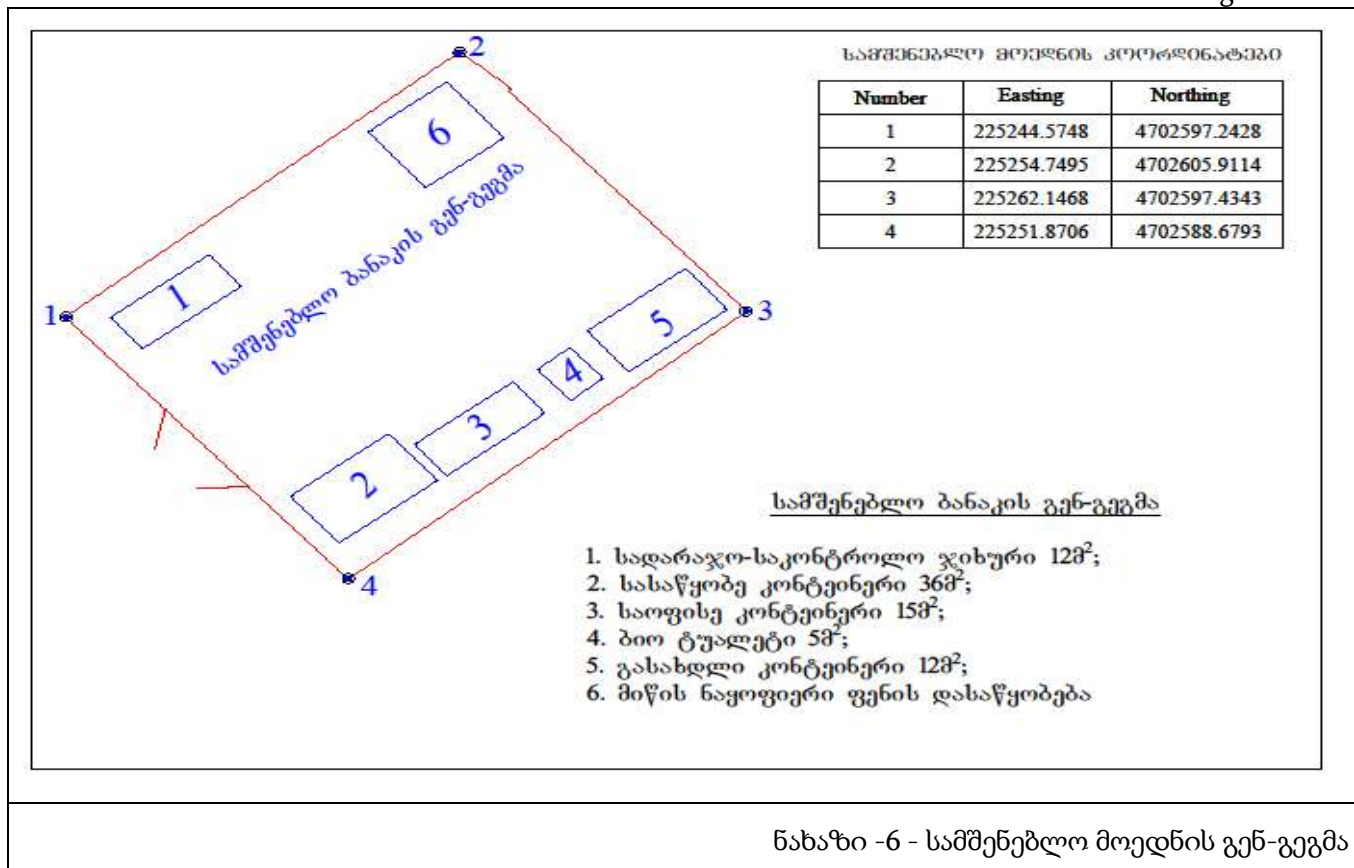 2
სამშენებლო მოედნის კოორდინატები
Number Easting Northing
1 225244.5748 4702597.2428
2 225254.7495 4702605.9114
3 225262.1468 4702597.4343
4 225251.8706 4702588.6793
6
სამშენებლო ბანაკის გენ-გეგმა
1
1
3
5
4
3
2
4
სამშენებლო ბანაკის გენ-გეგმა
1. სადარაჯო-საკონტროლო ჯიხური 12მ²;
2. სასაწყობე კონტეინერი 36მ²;
3. საოფისე კონტეინერი 15მ²;
4. ბიო ტუალეტი 5მ²;
5. გასახდელი კონტეინერი 12მ²;
6. მიწის ნაყოფიერი ფენის დასაწყობება
ნახაზი -6 - სამშენებლო მოედნის გენ-გეგმა